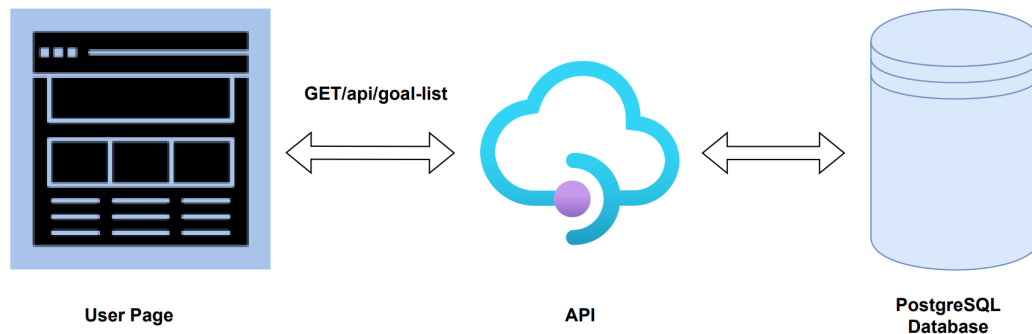 GET/api/goal-list
User Page
API
PostgreSQL
Database